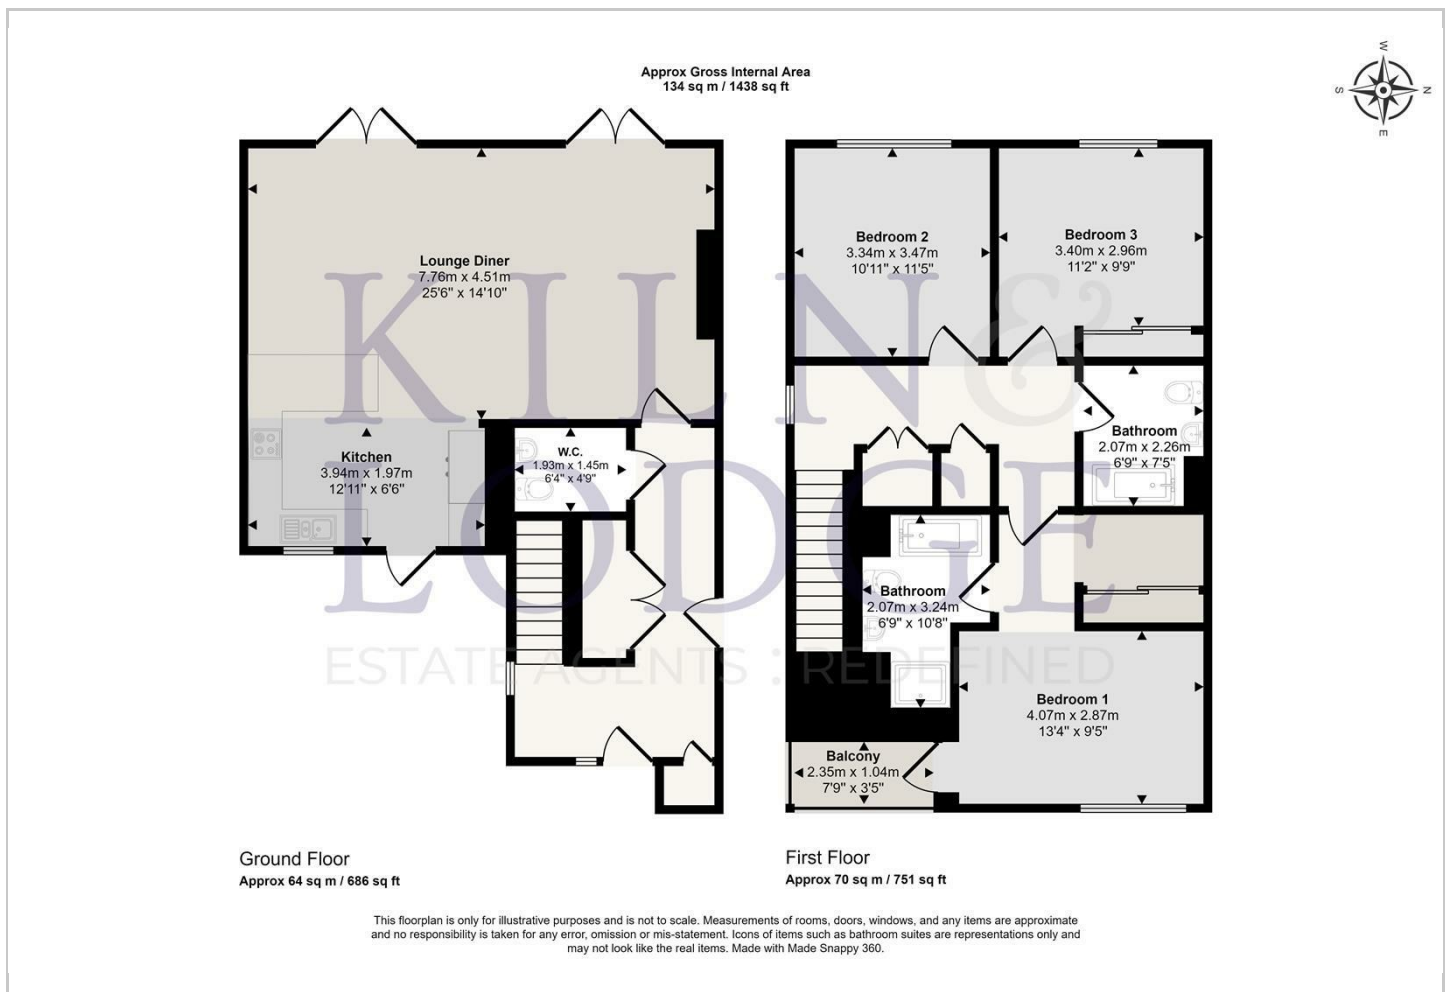 Approx Gross Internal Area
134 sq m / 1438 sq ft
W
S
N
E
Lounge Diner
7.76m x 4.51m
25'6" x 14'10"
Kitchen
3.94m x 1.97m
12'11" x 6'6"
W.C.
1.93m x 1.45m
6'4" x 4'9"
Bedroom 2
3.34m x 3.47m
10'11" x 11'5"
Bedroom 3
3.40m x 2.96m
11'2" x 9'9"
Bathroom
2.07m x 2.26m
6'9" x 7'5"
Bathroom
2.07m x 3.24m
6'9" x 10'8"
Bedroom 1
4.07m x 2.87m
13'4" x 9'5"
Balcony
2.35m x 1.04m
7'9" x 3'5"
KILN &
LODGE
ESTATE AGENTS : REDEFINED
Ground Floor
Approx 64 sq m / 686 sq ft
First Floor
Approx 70 sq m / 751 sq ft
This floorplan is only for illustrative purposes and is not to scale. Measurements of rooms, doors, windows, and any items are approximate
and no responsibility is taken for any error, omission or mis-statement. Icons of items such as bathroom suites are representations only and
may not look like the real items. Made with Made Snappy 360.